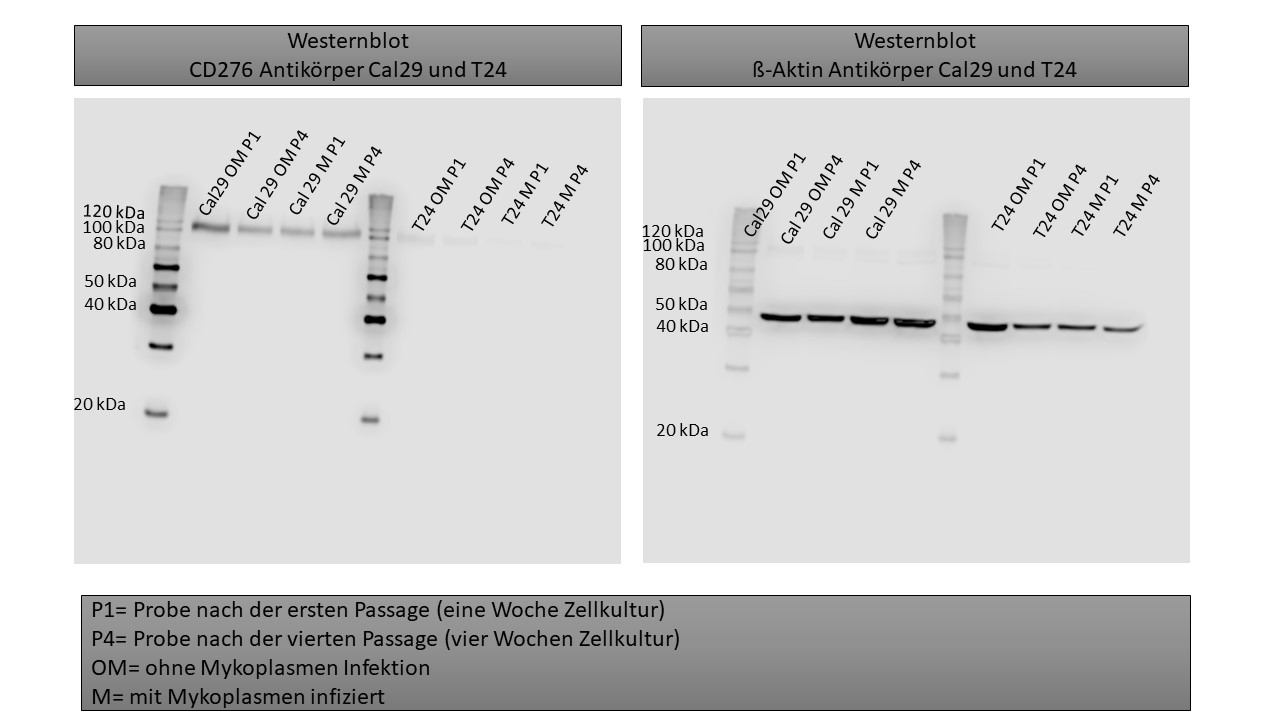 Westernblot
CD276 Antikörper Cal29 und T24
Westernblot
ß-Aktin Antikörper Cal29 und T24
Cal29 OM P1
Cal 29 OM P4
Cal 29 M P1
Cal 29 M P4
T24 OM P1
T24 OM P4
T24 M P1
T24 M P4
120 kDa
100 kDa
80 kDa
50 kDa
40 kDa
20 kDa
Cal29 OM P1
Cal 29 OM P4
Cal 29 M P1
Cal 29 M P4
T24 OM P1
T24 OM P4
T24 M P1
T24 M P4
120 kDa
100 kDa
80 kDa
50 kDa
40 kDa
20 kDa
P1= Probe nach der ersten Passage (eine Woche Zellkultur)
P4= Probe nach der vierten Passage (vier Wochen Zellkultur)
OM= ohne Mykoplasmen Infektion
M= mit Mykoplasmen infiziert